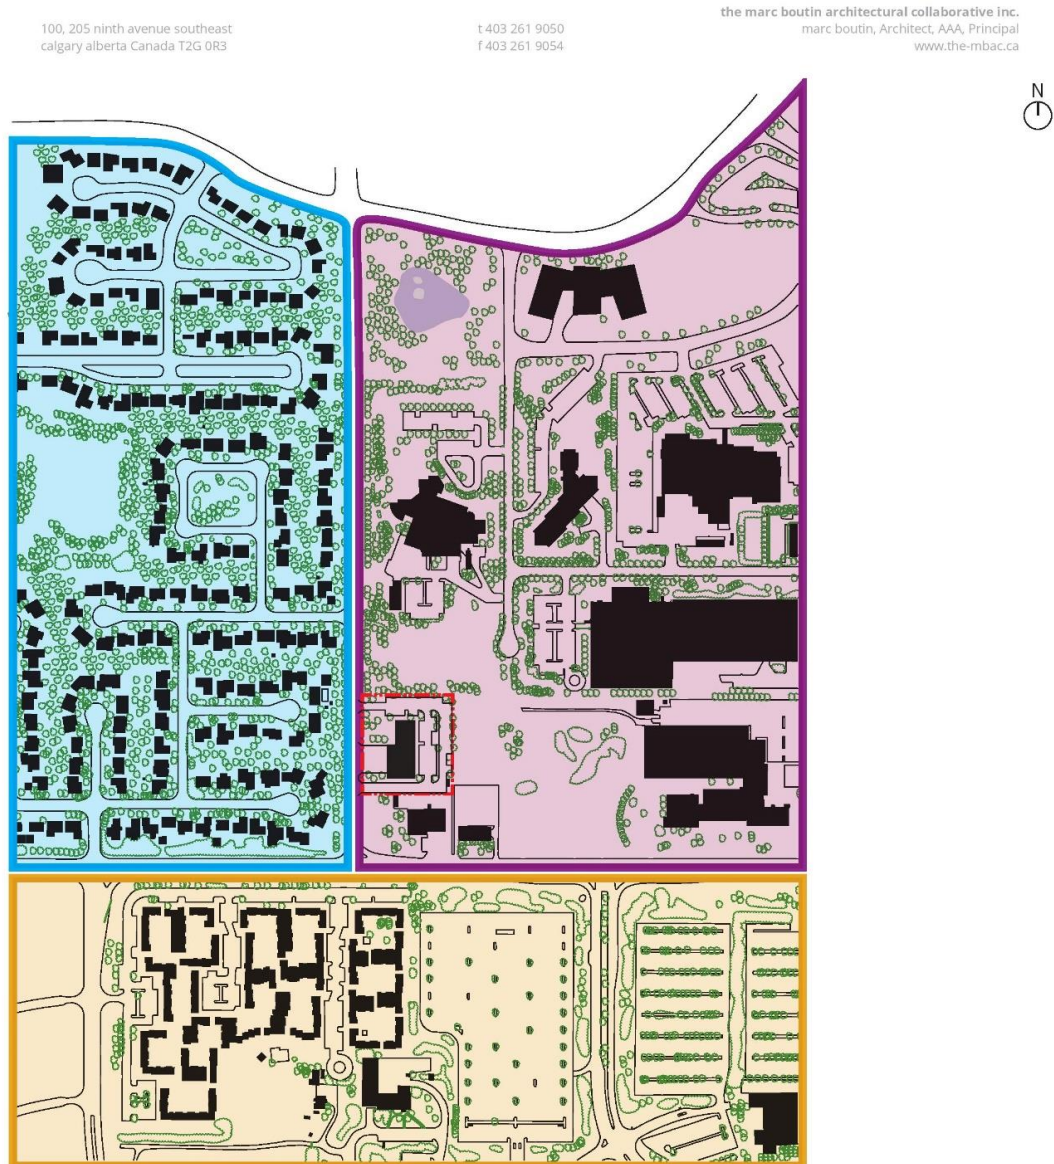 the marc boutin architectural collaborative inc.
100, 205 ninth avenue southeast
t 403 261 9050
marc boutin, Architect, AAA, Principal
calgary alberta Canada T2G 0R3
f 403 261 9054
www.the-mbac.ca
N